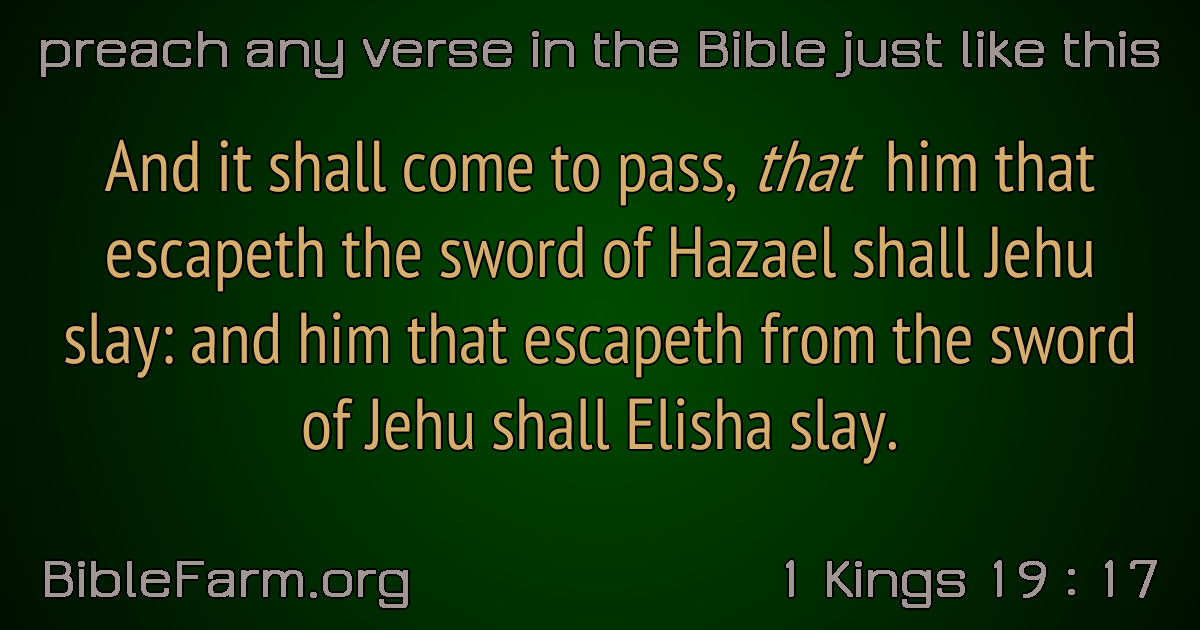 preach any verse in the Bible just like this
And it shall come to pass, that him that
escapeth the sword of Hazael shall Jehu
slay: and him that escapeth from the sword
of Jehu shall Elisha slay.
BibleFarm.org
1 Kings 19 : 17